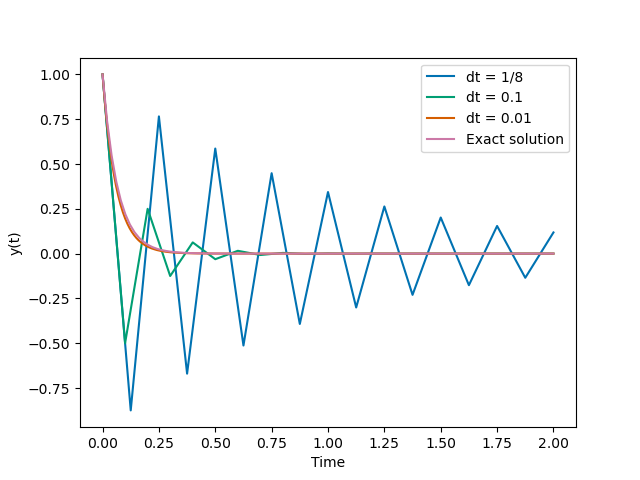 1.00
0.75
0.50
0.25
0.00
−0.25
−0.50
−0.75
y(t)
0.00 0.25 0.50 0.75 1.00 1.25 1.50 1.75 2.00
Time
dt = 1/8
dt = 0.1
dt = 0.01
Exact solution